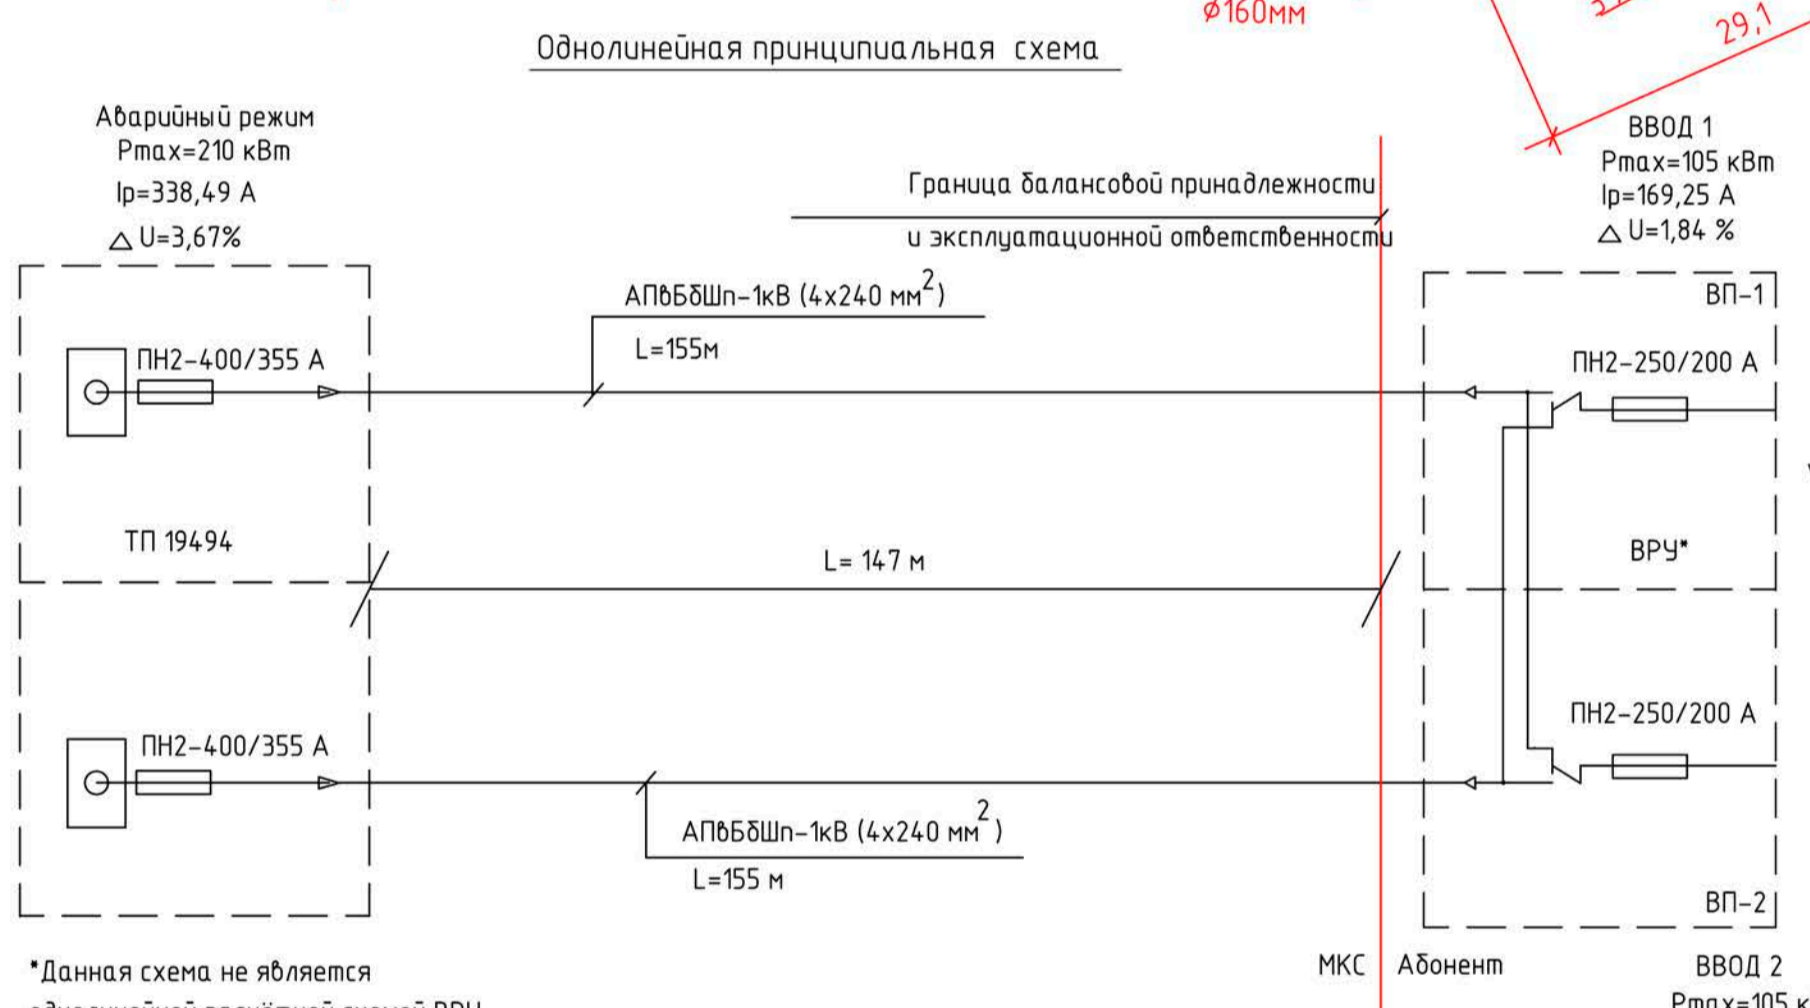 ø160мм
29,1
Однолинейная принципиальная схема
Аварийный режим
Pmax=210 кВт
Ip=338,49 А
△ U=3,67%
Граница балансовой принадлежности
и эксплуатационной ответственности
ВВОД 1
Pmax=105 кВт
Ip=169,25 А
△ U=1,84 %
АПвБбШп-1кВ (4х240 мм²)
L=155м
ВП-1
ПН2-400/355 А
ПН2-250/200 А
ТП 19494
L= 147 м
ВРУ*
ПН2-400/355 А
ПН2-250/200 А
АПвБбШп-1кВ (4х240 мм²)
L=155 м
ВП-2
*Данная схема не является
МКС
Абонент
ВВОД 2
Pmax=105 к